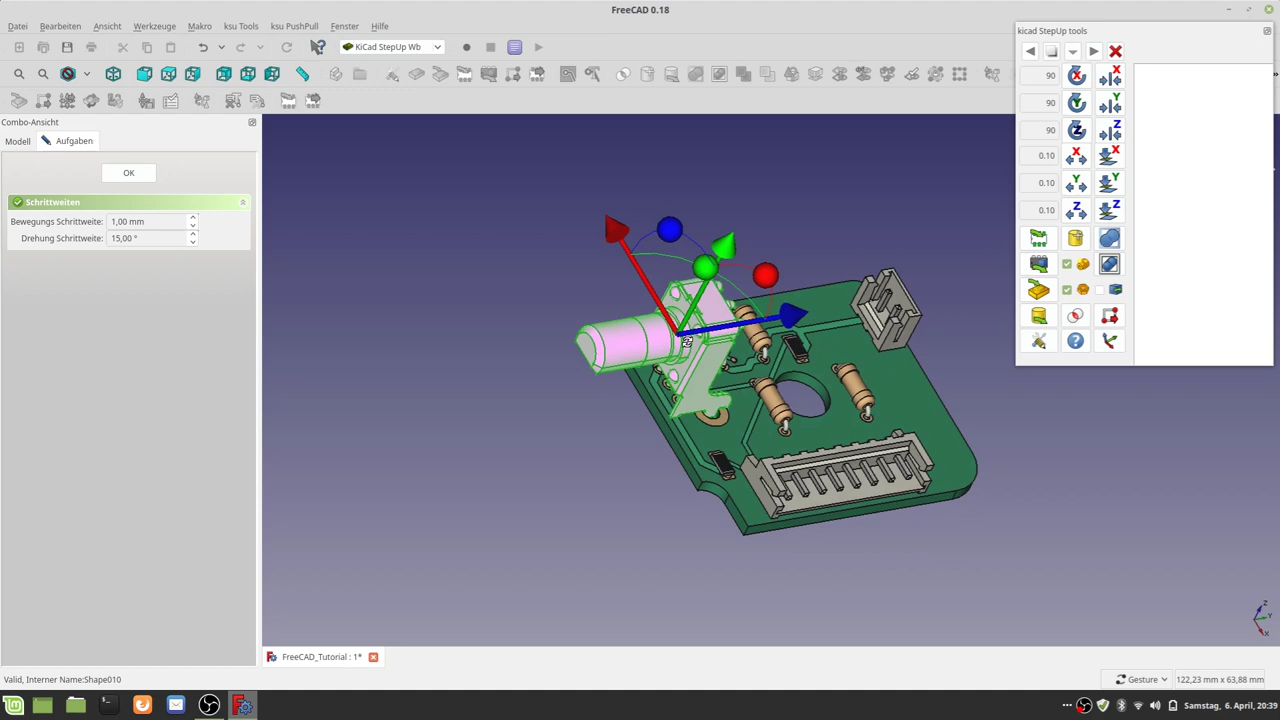 FreeCAD 0.18
Datei Bearbeiten Ansicht Werkzeuge Makro ksu Tools ksu PushPull Fenster Hilfe
KiCad StepUp Wb
kicad StepUp tools
90 X X
90 Y Y
90 Z Z
0.10 X X
0.10 Y Y
0.10 Z Z
Combo-Ansicht
Modell Aufgaben
OK
Schrittweiten
Bewegungs Schrittweite: 1,00 mm
Drehung Schrittweite: 15,00 °
Z
Y
X
FreeCAD_Tutorial : 1*
Valid, Interner Name:Shape010
Gesture
122,23 mm x 63,88 mm
Samstag, 6. April, 20:39